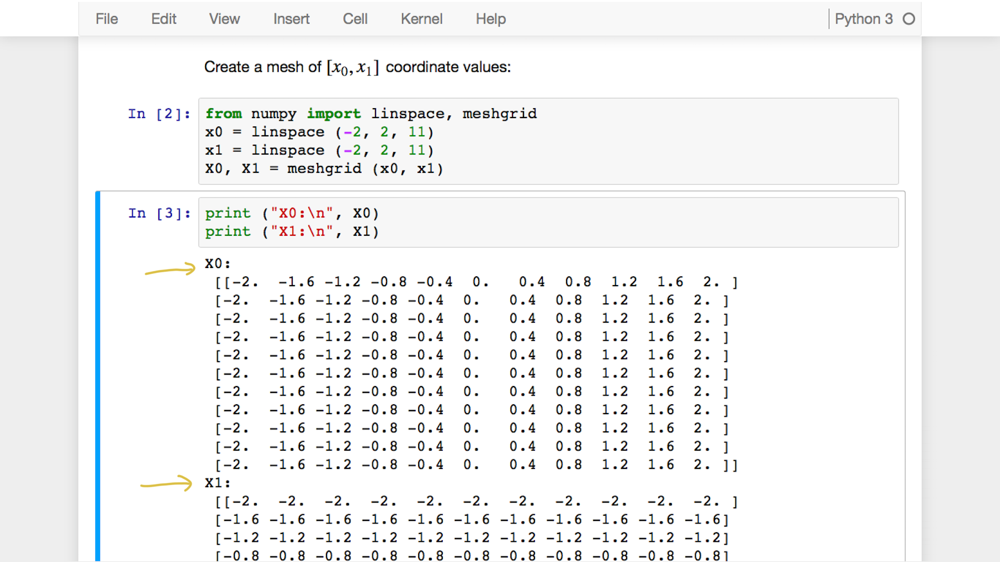 File Edit View Insert Cell Kernel Help Python 3
Create a mesh of [x₀, x₁] coordinate values:
In [2]: from numpy import linspace, meshgrid
x0 = linspace (-2, 2, 11)
x1 = linspace (-2, 2, 11)
X0, X1 = meshgrid (x0, x1)
In [3]: print ("X0:\n", X0)
print ("X1:\n", X1)
X0:
[[-2. -1.6 -1.2 -0.8 -0.4 0. 0.4 0.8 1.2 1.6 2. ]
[-2. -1.6 -1.2 -0.8 -0.4 0. 0.4 0.8 1.2 1.6 2. ]
[-2. -1.6 -1.2 -0.8 -0.4 0. 0.4 0.8 1.2 1.6 2. ]
[-2. -1.6 -1.2 -0.8 -0.4 0. 0.4 0.8 1.2 1.6 2. ]
[-2. -1.6 -1.2 -0.8 -0.4 0. 0.4 0.8 1.2 1.6 2. ]
[-2. -1.6 -1.2 -0.8 -0.4 0. 0.4 0.8 1.2 1.6 2. ]
[-2. -1.6 -1.2 -0.8 -0.4 0. 0.4 0.8 1.2 1.6 2. ]
[-2. -1.6 -1.2 -0.8 -0.4 0. 0.4 0.8 1.2 1.6 2. ]
[-2. -1.6 -1.2 -0.8 -0.4 0. 0.4 0.8 1.2 1.6 2. ]
[-2. -1.6 -1.2 -0.8 -0.4 0. 0.4 0.8 1.2 1.6 2. ]
[-2. -1.6 -1.2 -0.8 -0.4 0. 0.4 0.8 1.2 1.6 2. ]]
X1:
[[-2. -2. -2. -2. -2. -2. -2. -2. -2. -2. -2. ]
[-1.6 -1.6 -1.6 -1.6 -1.6 -1.6 -1.6 -1.6 -1.6 -1.6 -1.6]
[-1.2 -1.2 -1.2 -1.2 -1.2 -1.2 -1.2 -1.2 -1.2 -1.2 -1.2]
[-0.8 -0.8 -0.8 -0.8 -0.8 -0.8 -0.8 -0.8 -0.8 -0.8 -0.8]